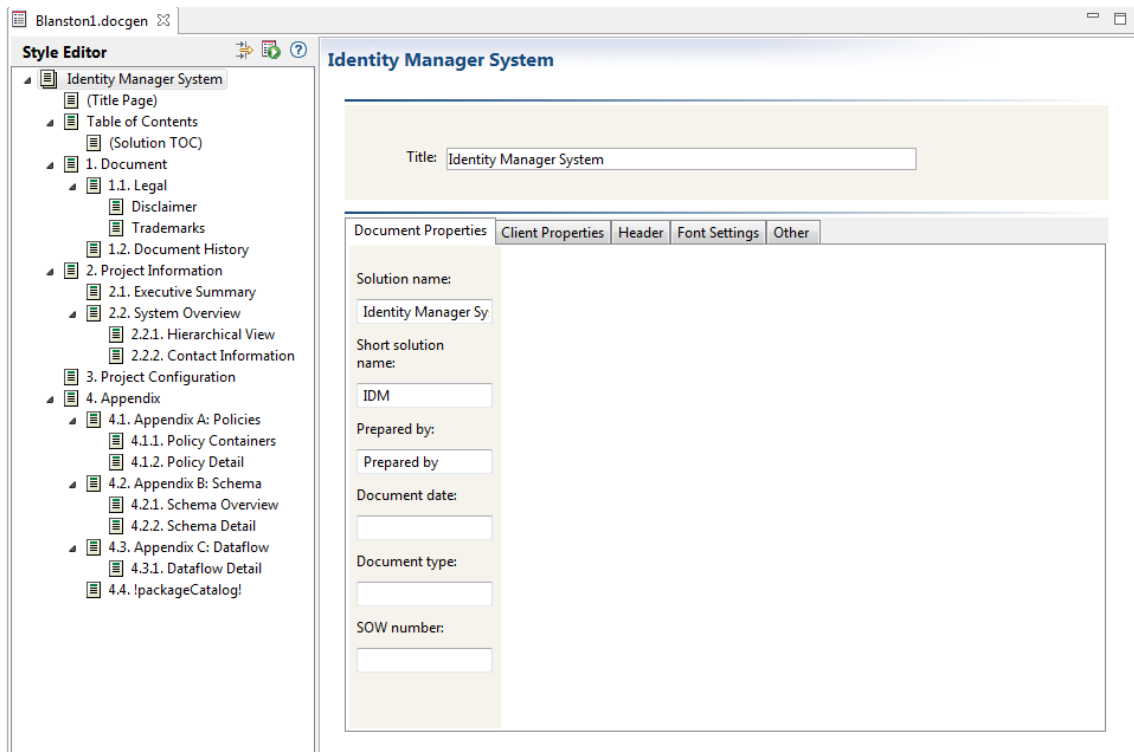 Blanston1.docgen
Style Editor
Identity Manager System
(Title Page)
Table of Contents
(Solution TOC)
1. Document
1.1. Legal
Disclaimer
Trademarks
1.2. Document History
2. Project Information
2.1. Executive Summary
2.2. System Overview
2.2.1. Hierarchical View
2.2.2. Contact Information
3. Project Configuration
4. Appendix
4.1. Appendix A: Policies
4.1.1. Policy Containers
4.1.2. Policy Detail
4.2. Appendix B: Schema
4.2.1. Schema Overview
4.2.2. Schema Detail
4.3. Appendix C: Dataflow
4.3.1. Dataflow Detail
4.4. !packageCatalog!
Identity Manager System
Title: Identity Manager System
Document Properties Client Properties Header Font Settings Other
Solution name:
Identity Manager Sy
Short solution
name:
IDM
Prepared by:
Prepared by
Document date:
Document type:
SOW number: